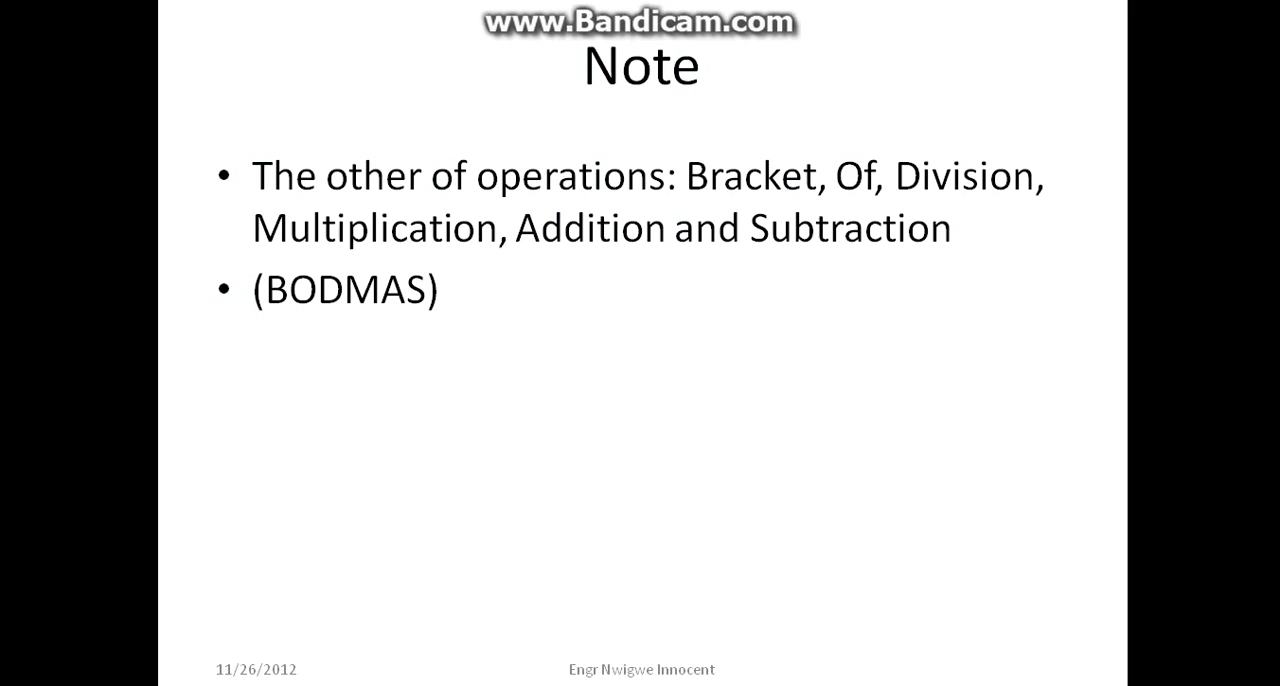 www.Bandicam.com
Note
• The other of operations: Bracket, Of, Division,
Multiplication, Addition and Subtraction
• (BODMAS)
11/26/2012
Engr Nwigwe Innocent